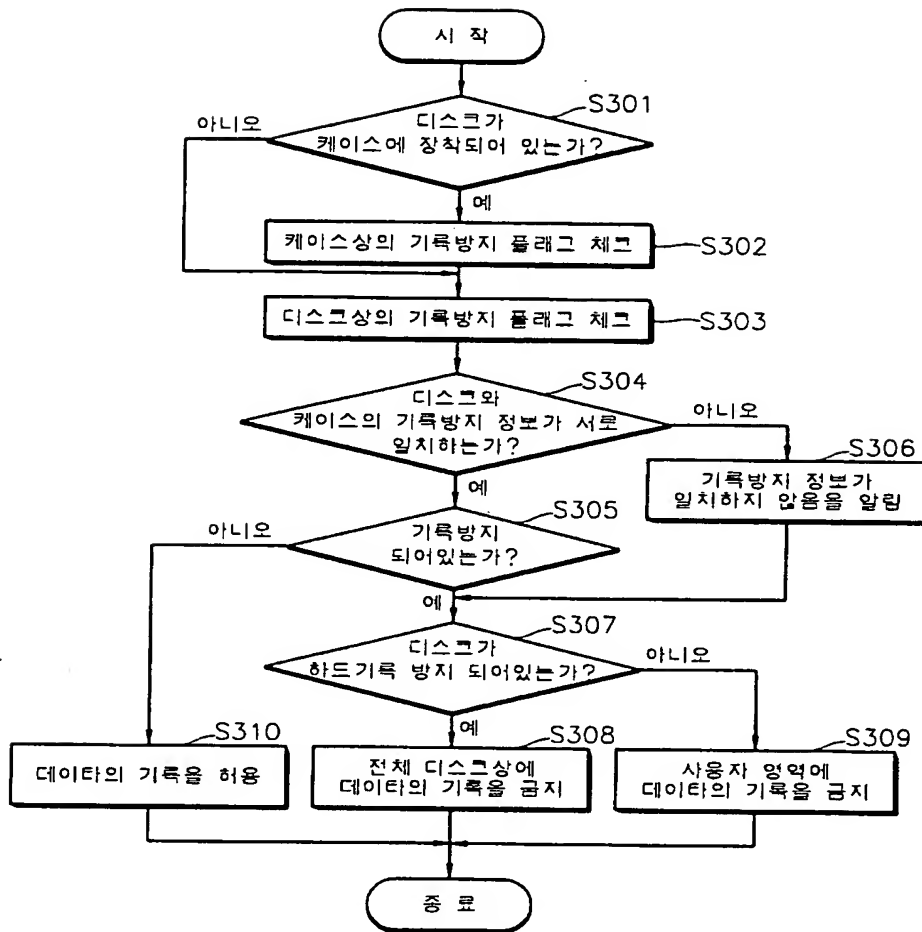 시 작
S301
아니오
디스크가
케이스에 장착되어 있는가?
예
케이스상의 기록방지 플래그 체크
S302
디스크상의 기록방지 플래그 체크
S303
S304
디스크와
케이스의 기록방지 정보가 서로
일치하는가?
아니오
예
S306
기록방지 정보가
일치하지 않음을 알림
S305
아니오
기록방지
되어있는가?
예
S307
디스크가
하드기록 방지 되어있는가?
아니오
예
S310
데이타의 기록을 허용
S308
전체 디스크상에
데이타의 기록을 금지
S309
사용자 영역에
데이타의 기록을 금지
종 료